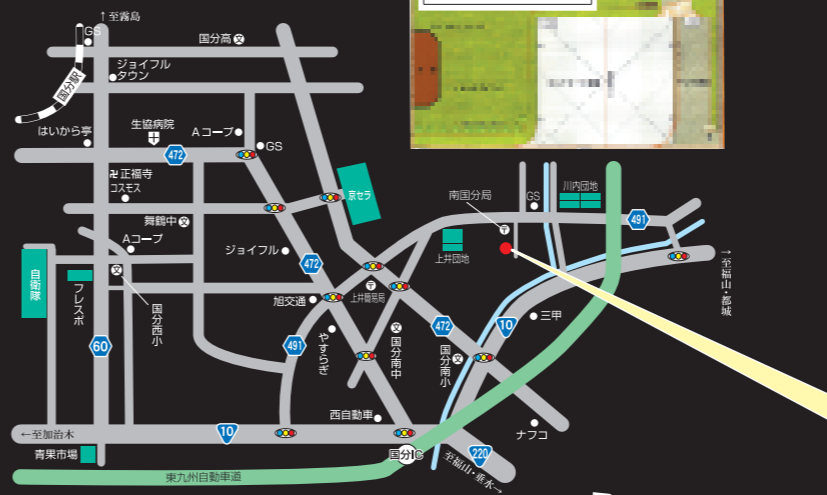 ↑至霧島
GS
国分高
国分駅
ジョイフル
タウン
はいから亭
生協病院
Aコープ
GS
472
正福寺
コスモス
京セラ
南国分局
GS
川内団地
491
舞鶴中
Aコープ
ジョイフル
472
上井団地
→至福山・都城
自衛隊
フレスポ
国分西小
旭交通
上井簡易局
472
10
三甲
60
491
やすらぎ
国分南中
国分南小
西自動車
←至加治木
10
ナフコ
青果市場
国分IC
220
東九州自動車道
至福山・垂水→